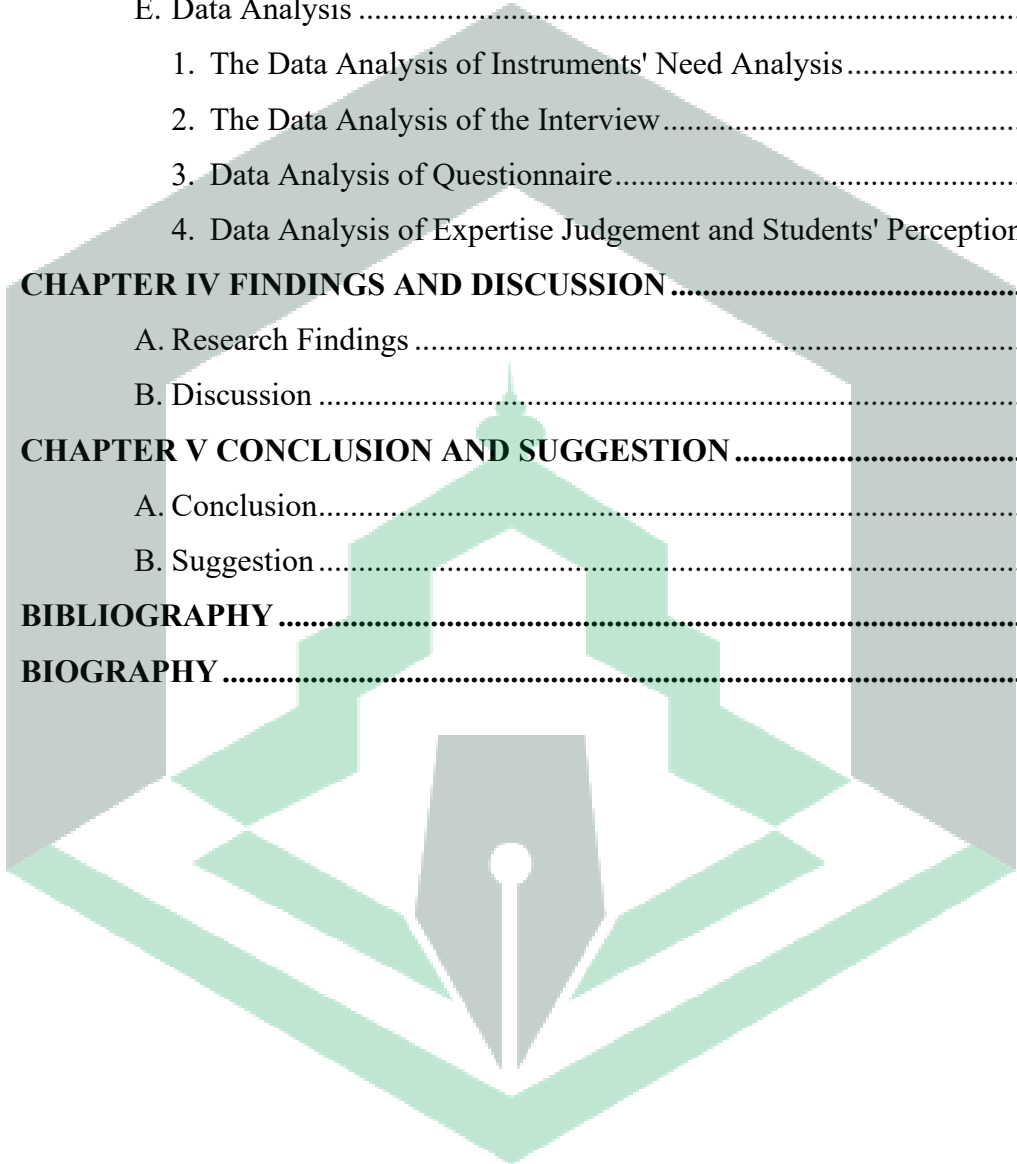 E. Data Analysis ........................................................................
1. The Data Analysis of Instruments' Need Analysis .....................
2. The Data Analysis of the Interview ............................................
3. Data Analysis of Questionnaire ..................................................
4. Data Analysis of Expertise Judgement and Students' Perception
CHAPTER IV FINDINGS AND DISCUSSION ...........................................
A. Research Findings ....................................................................
B. Discussion ................................................................................
CHAPTER V CONCLUSION AND SUGGESTION ...................................
A. Conclusion ...............................................................................
B. Suggestion ...............................................................................
BIBLIOGRAPHY ...........................................................................................
BIOGRAPHY .................................................................................................